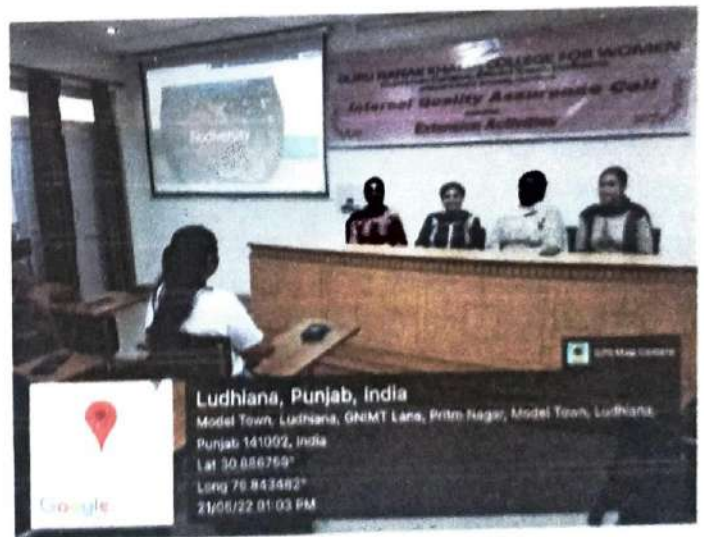 Biodiversity
GURU NANAK KHALSA COLLEGE FOR WOMEN
Internal Quality Assurance Cell
Extension Activities
GPS Map Camera
Ludhiana, Punjab, India
Model Town, Ludhiana, GNIMT Lane, Pritm Nagar, Model Town, Ludhiana,
Punjab 141002, India
Lat 30.886769°
Long 75.843482°
21/06/22 01:03 PM
Google